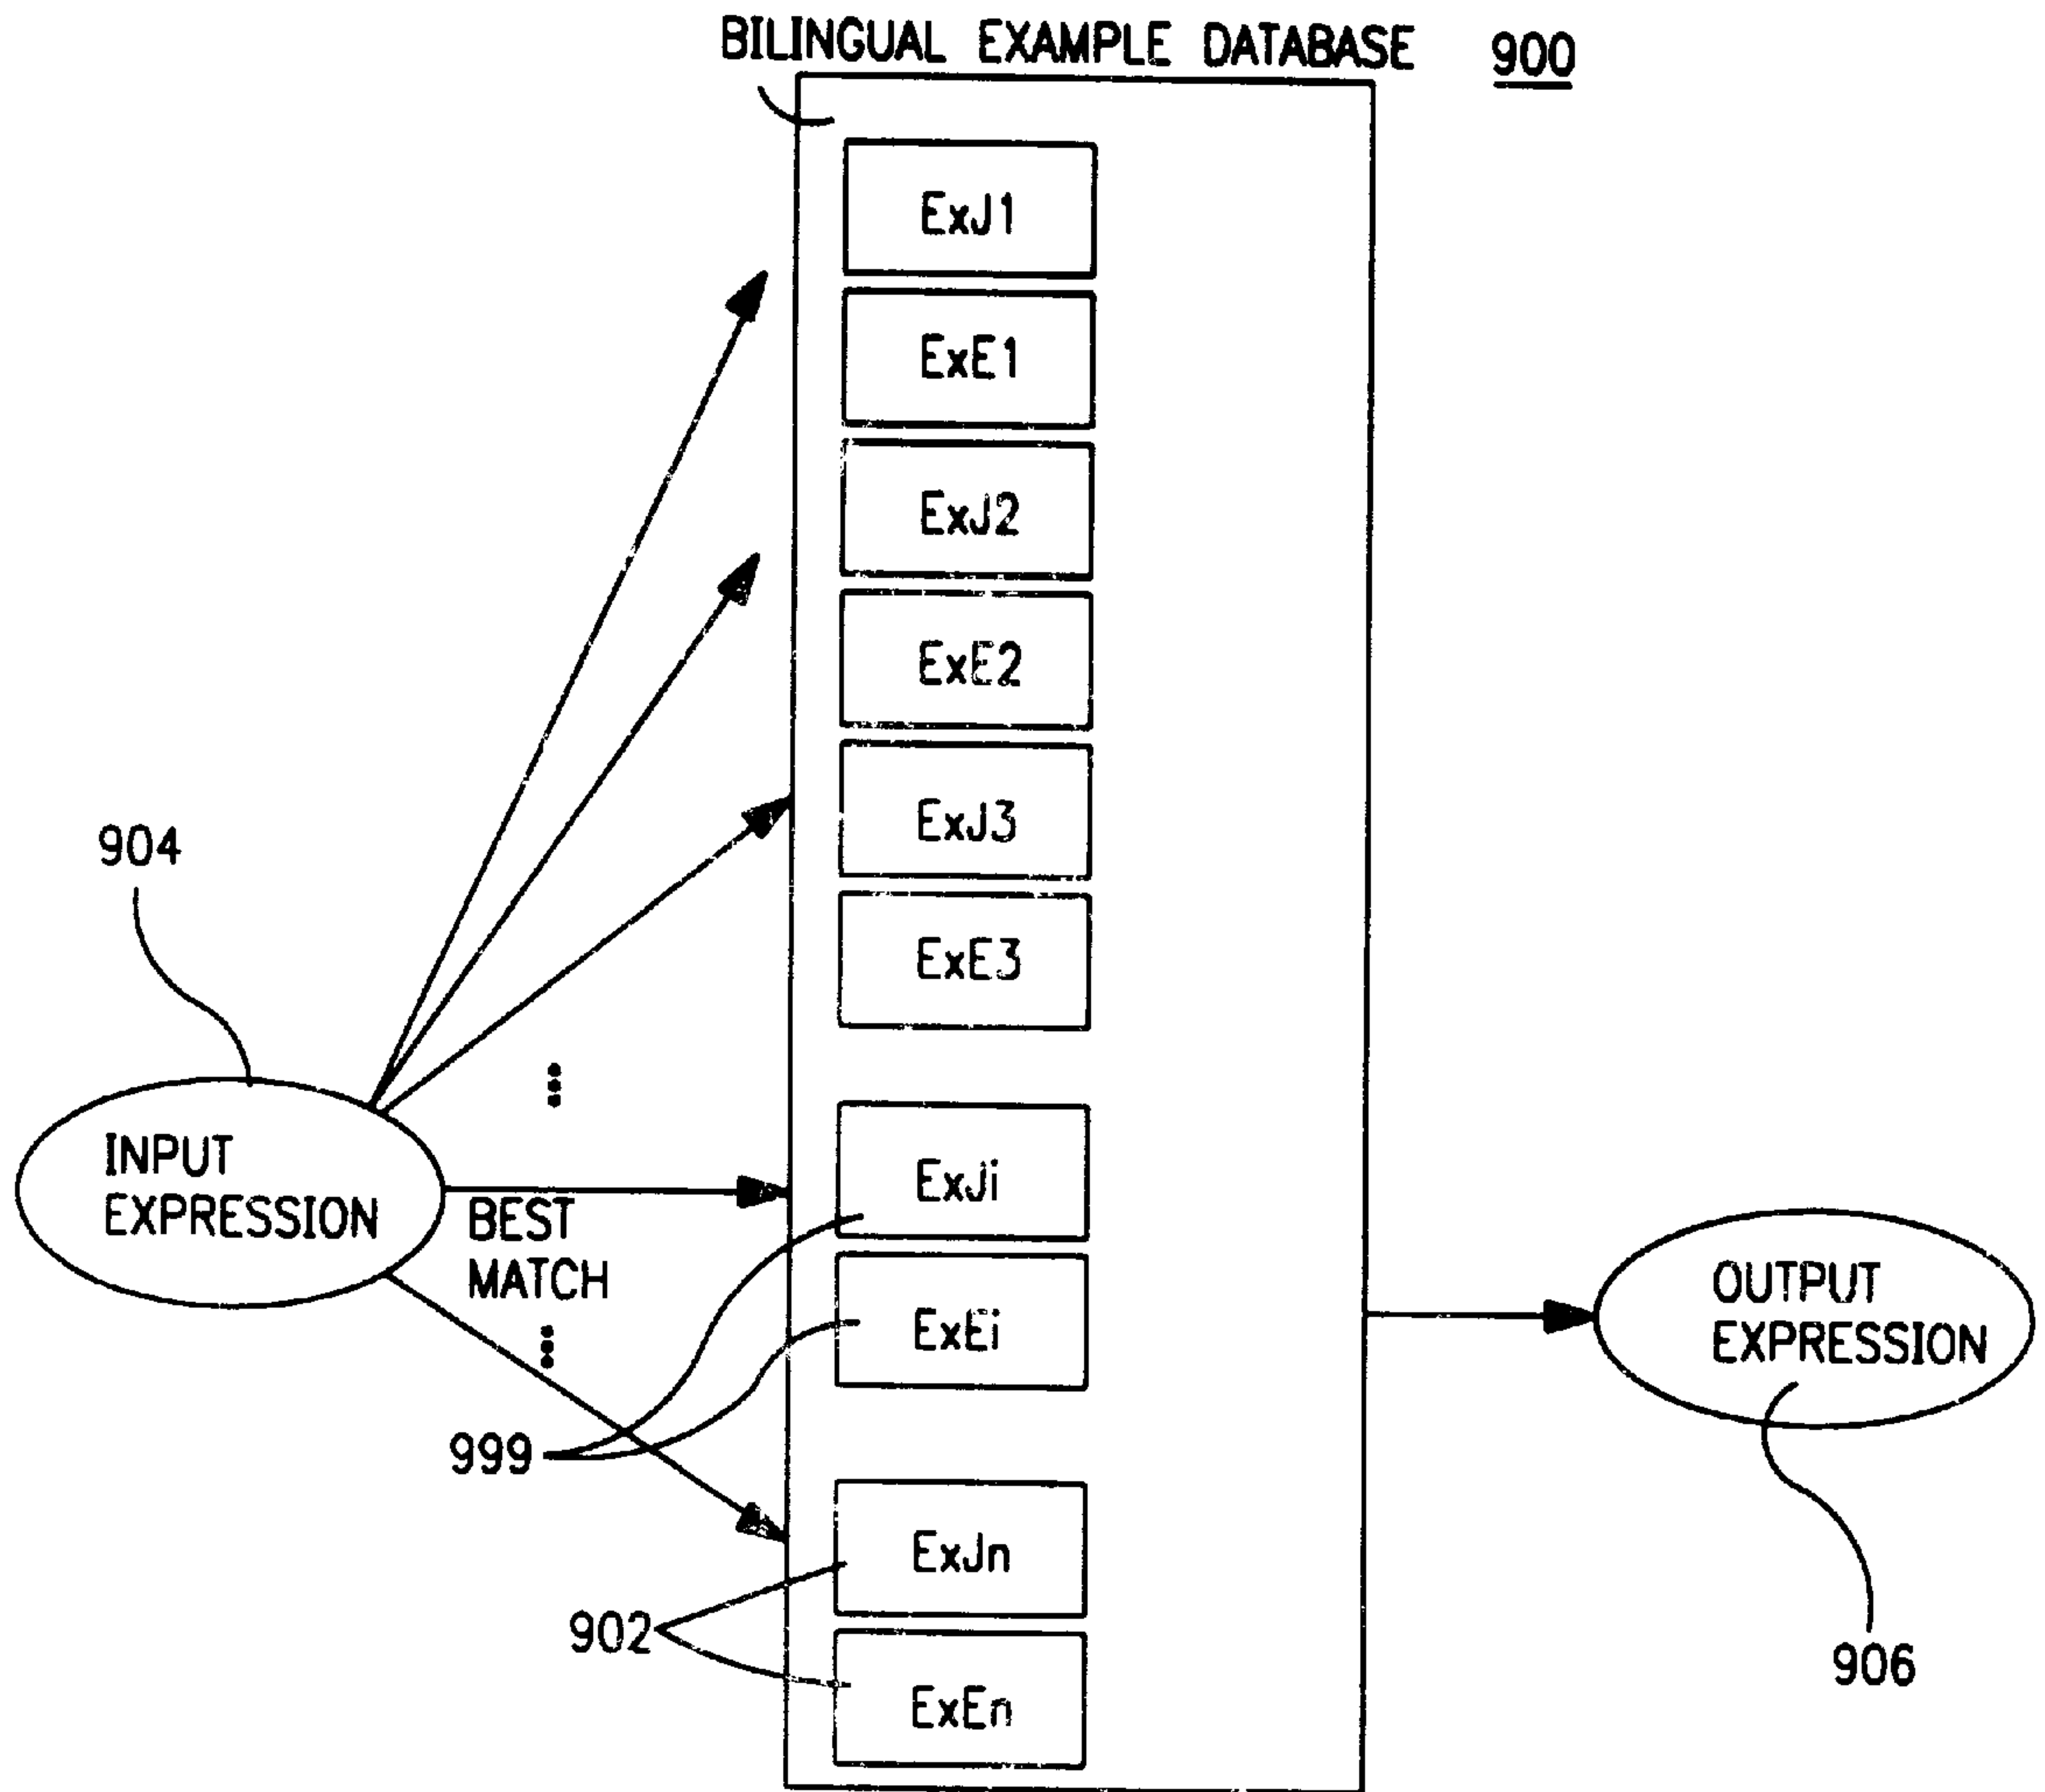 BILINGUAL EXAMPLE DATABASE 900
ExJ1
ExE1
ExJ2
ExE2
ExJ3
904
ExE3
INPUT
EXPRESSION
ExJi
BEST
MATCH
ExEi
OUTPUT
EXPRESSION
999
ExJn
902
906
ExEn